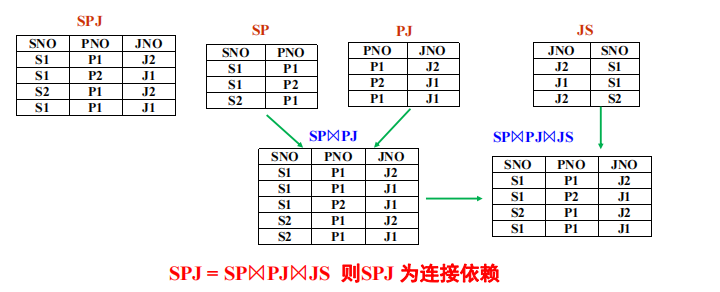 SPJ
SNO PNO JNO
S1 P1 J2
S1 P2 J1
S2 P1 J2
S1 P1 J1
SP
SNO PNO
S1 P1
S1 P2
S2 P1
PJ
PNO JNO
P1 J2
P2 J1
P1 J1
JS
JNO SNO
J2 S1
J1 S1
J2 S2
SP⋈PJ
SNO PNO JNO
S1 P1 J2
S1 P1 J1
S1 P2 J1
S2 P1 J2
S2 P1 J1
SP⋈PJ⋈JS
SNO PNO JNO
S1 P1 J2
S1 P2 J1
S2 P1 J2
S1 P1 J1
SPJ = SP⋈PJ⋈JS 则SPJ 为连接依赖